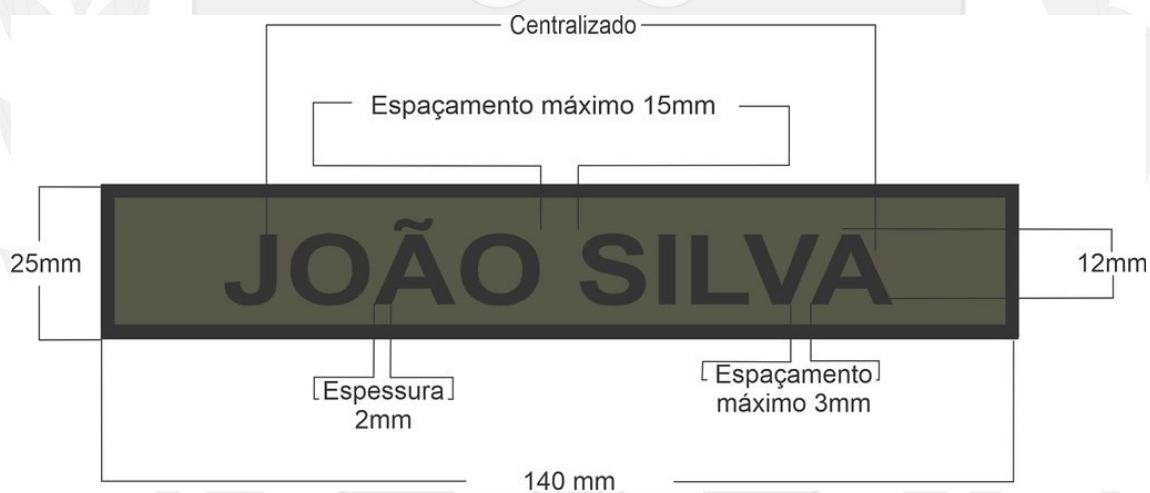 Centralizado
Espaçamento máximo 15mm
25mm
JOÃO SILVA
12mm
Espessura
2mm
Espaçamento
máximo 3mm
140 mm